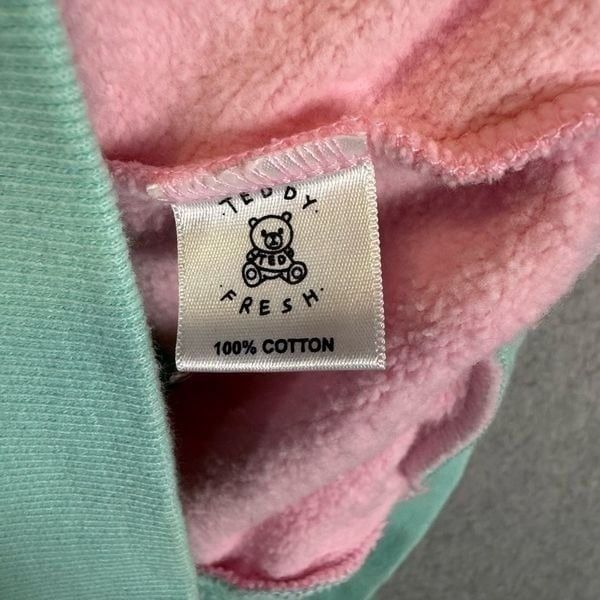 ·TEDDY·
TED
·FRESH·
100% COTTON